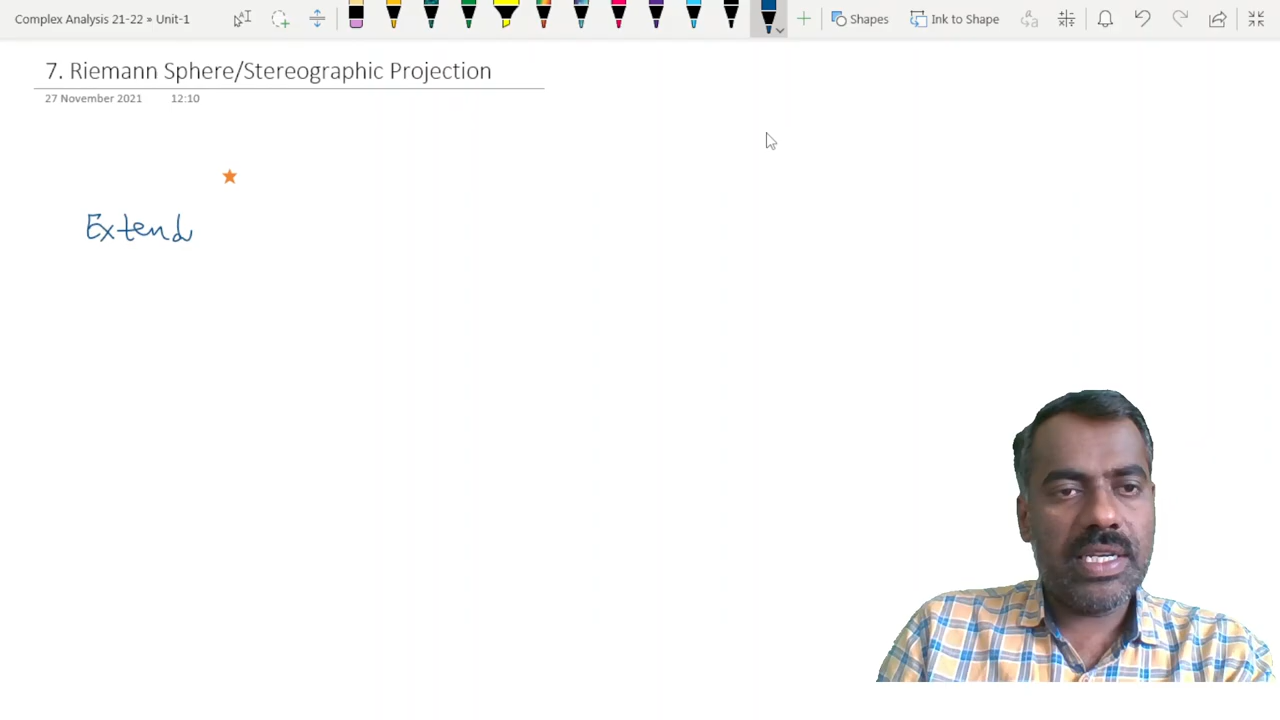 Complex Analysis 21-22 » Unit-1
Shapes
Ink to Shape
7. Riemann Sphere/Stereographic Projection
27 November 2021 12:10
Extend